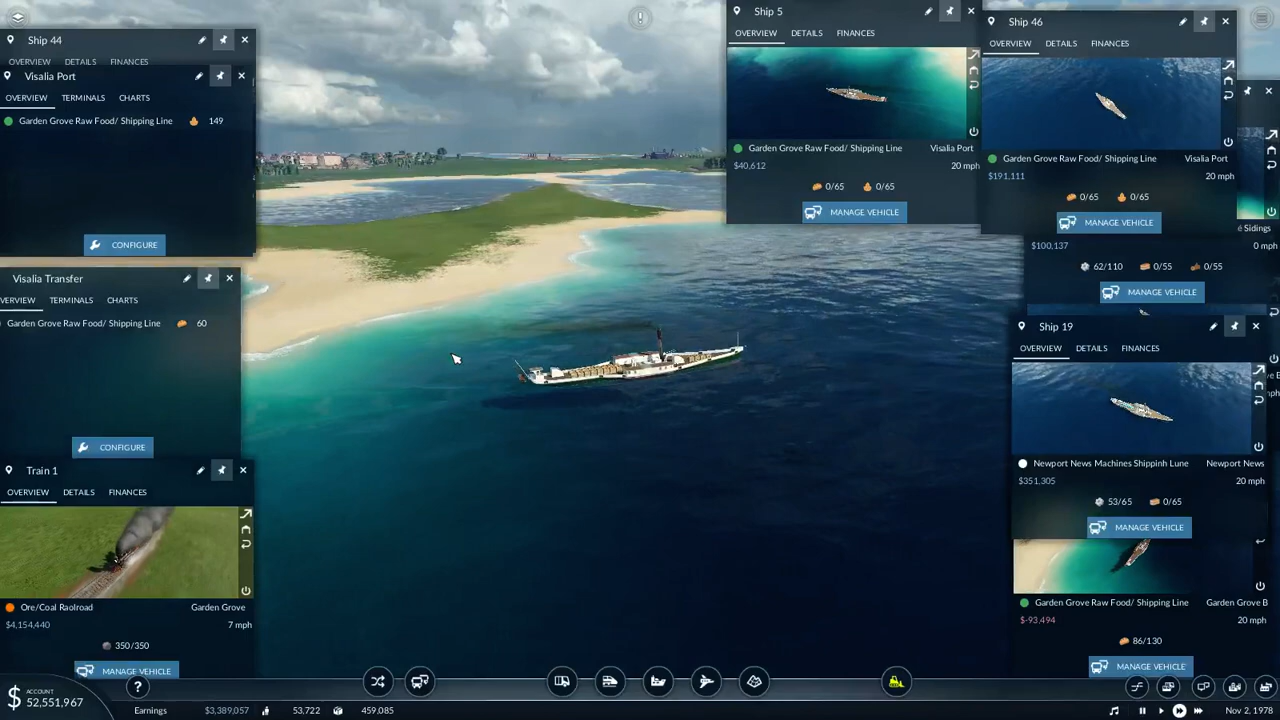 Ship 44
OVERVIEW DETAILS FINANCES
Visalia Port
OVERVIEW TERMINALS CHARTS
Garden Grove Raw Food/ Shipping Line 149
CONFIGURE
Visalia Transfer
VERVIEW TERMINALS CHARTS
Garden Grove Raw Food/ Shipping Line 60
CONFIGURE
Train 1
OVERVIEW DETAILS FINANCES
Ore/Coal Raolroad Garden Grove
$4,154,440 7 mph
350/350
MANAGE VEHICLE
Ship 5
OVERVIEW DETAILS FINANCES
Garden Grove Raw Food/ Shipping Line Visalia Port
$40,612 20 mph
0/65 0/65
MANAGE VEHICLE
Ship 46
OVERVIEW DETAILS FINANCES
Garden Grove Raw Food/ Shipping Line Visalia Port
$191,111 20 mph
0/65 0/65
MANAGE VEHICLE
é Sidings
$100,137 0 mph
62/110 0/55 0/55
MANAGE VEHICLE
Ship 19
OVERVIEW DETAILS FINANCES
Newport News Machines Shippinh Lune Newport News
$351,305 20 mph
53/65 0/65
MANAGE VEHICLE
Garden Grove Raw Food/ Shipping Line Garden Grove B
$-93,494 20 mph
86/130
MANAGE VEHICLE
$ ACCOUNT
52,551,967
?
Earnings $3,389,057 53,722 459,085
Nov 2, 1978